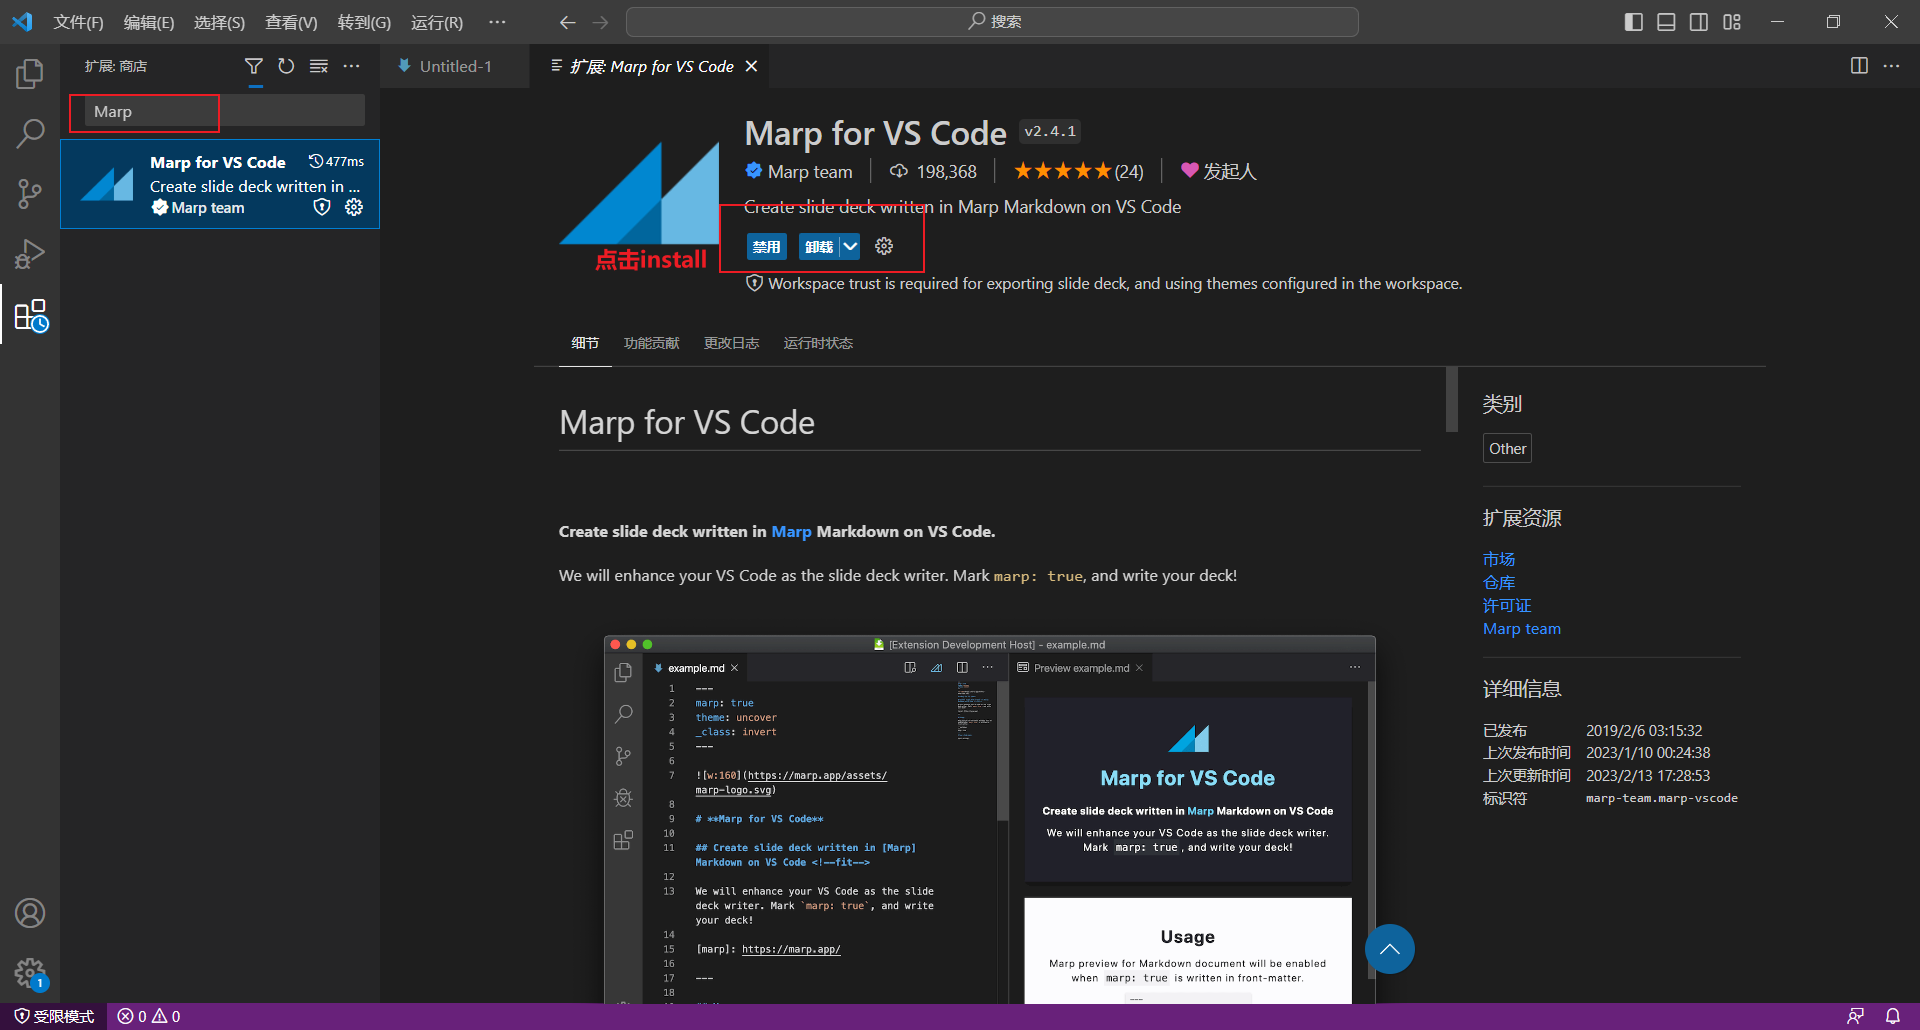 文件(F) 编辑(E) 选择(S) 查看(V) 转到(G) 运行(R) ···
搜索
扩展: 商店
Marp
Marp for VS Code 477ms
Create slide deck written in ...
Marp team
Untitled-1
扩展: Marp for VS Code
Marp for VS Code v2.4.1
Marp team 198,368 ★★★★★(24) 发起人
Create slide deck written in Marp Markdown on VS Code
禁用 卸载
点击install
Workspace trust is required for exporting slide deck, and using themes configured in the workspace.
细节 功能贡献 更改日志 运行时状态
Marp for VS Code
Create slide deck written in Marp Markdown on VS Code.
We will enhance your VS Code as the slide deck writer. Mark marp: true, and write your deck!
[Extension Development Host] - example.md
example.md
1 ---
2 marp: true
3 theme: uncover
4 _class: invert
5 ---
6
7 ![w:160](https://marp.app/assets/
marp-logo.svg)
8
9 # **Marp for VS Code**
10
11 ## Create slide deck written in [Marp]
Markdown on VS Code <!--fit-->
12
13 We will enhance your VS Code as the slide
deck writer. Mark `marp: true`, and write
your deck!
14
15 [marp]: https://marp.app/
16
17 ---
18
Preview example.md
Marp for VS Code
Create slide deck written in Marp Markdown on VS Code
We will enhance your VS Code as the slide deck writer.
Mark marp: true , and write your deck!
Usage
Marp preview for Markdown document will be enabled
when marp: true is written in front-matter.
---
类别
Other
扩展资源
市场
仓库
许可证
Marp team
详细信息
已发布 2019/2/6 03:15:32
上次发布时间 2023/1/10 00:24:38
上次更新时间 2023/2/13 17:28:53
标识符 marp-team.marp-vscode
1
受限模式 0 0